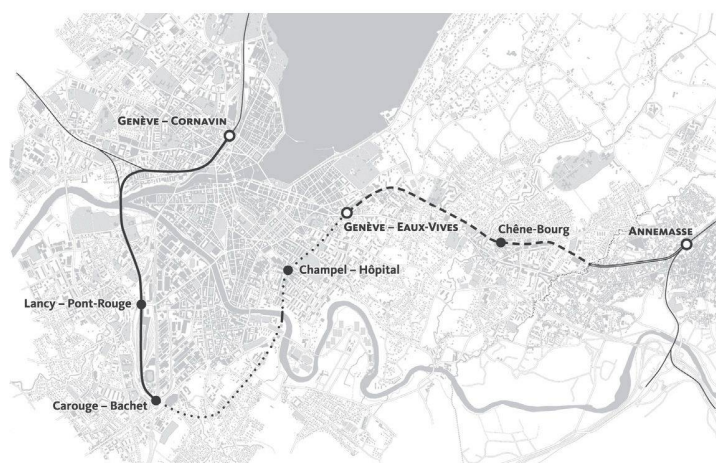 GENÈVE – CORNAVIN
GENÈVE – EAUX-VIVES
Chêne-Bourg
ANNEMASSE
Champel – Hôpital
Lancy – Pont-Rouge
Carouge – Bachet